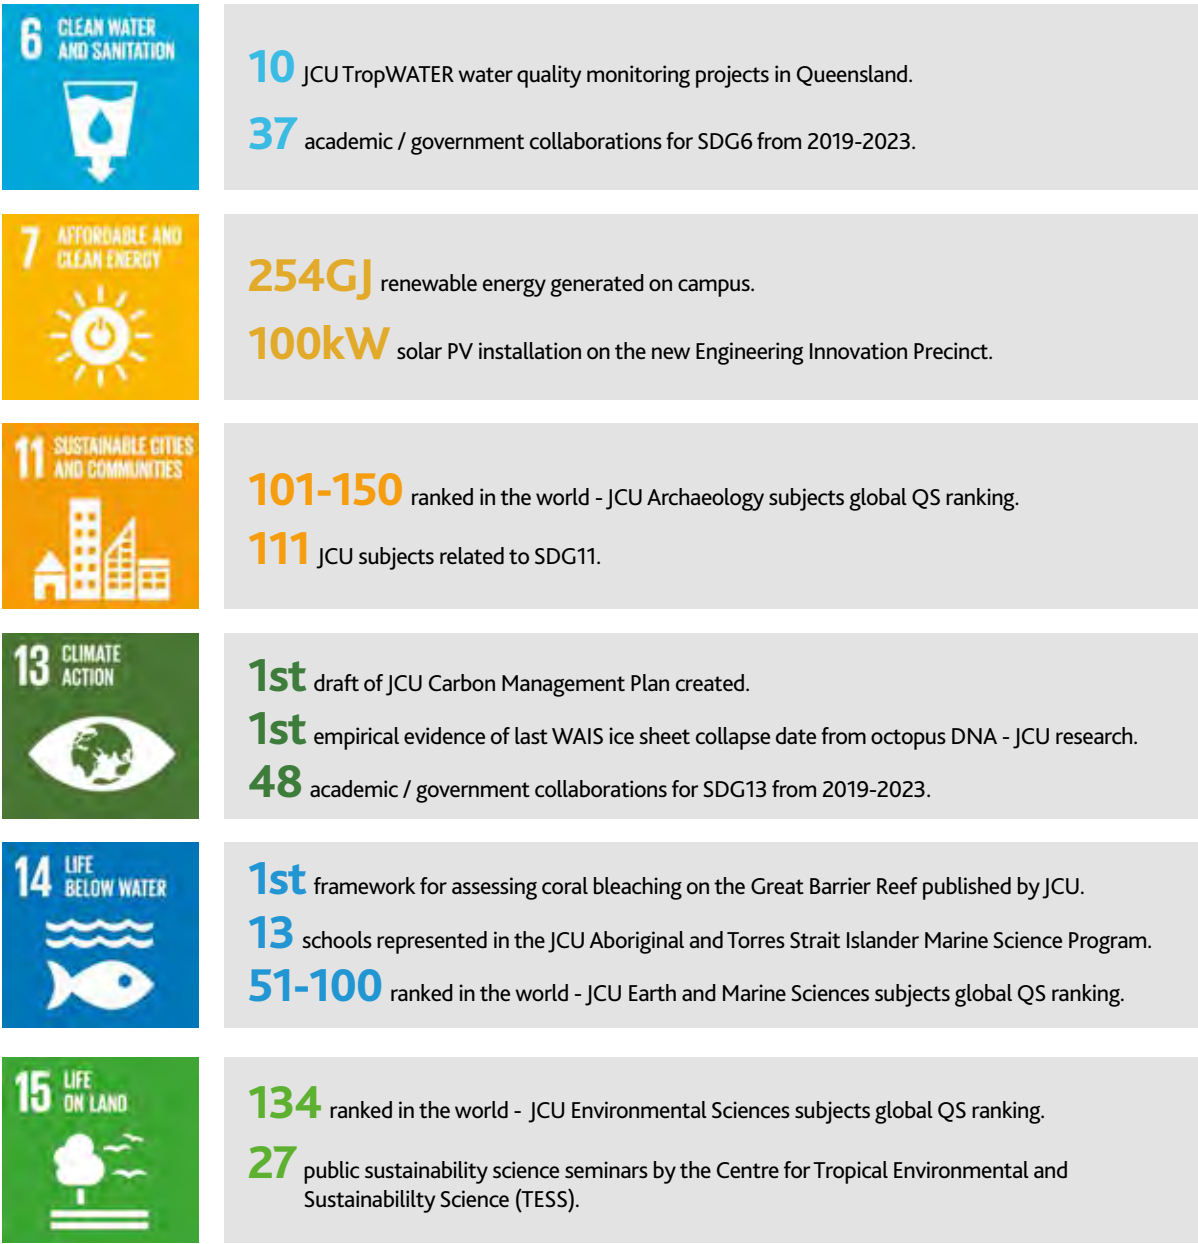 6 CLEAN WATER
AND SANITATION
10 JCU TropWATER water quality monitoring projects in Queensland.
37 academic / government collaborations for SDG6 from 2019-2023.
7 AFFORDABLE AND
CLEAN ENERGY
254GJ renewable energy generated on campus.
100kW solar PV installation on the new Engineering Innovation Precinct.
11 SUSTAINABLE CITIES
AND COMMUNITIES
101-150 ranked in the world - JCU Archaeology subjects global QS ranking.
111 JCU subjects related to SDG11.
13 CLIMATE
ACTION
1st draft of JCU Carbon Management Plan created.
1st empirical evidence of last WAIS ice sheet collapse date from octopus DNA - JCU research.
48 academic / government collaborations for SDG13 from 2019-2023.
14 LIFE
BELOW WATER
1st framework for assessing coral bleaching on the Great Barrier Reef published by JCU.
13 schools represented in the JCU Aboriginal and Torres Strait Islander Marine Science Program.
51-100 ranked in the world - JCU Earth and Marine Sciences subjects global QS ranking.
15 LIFE
ON LAND
134 ranked in the world - JCU Environmental Sciences subjects global QS ranking.
27 public sustainability science seminars by the Centre for Tropical Environmental and
Sustainabililty Science (TESS).